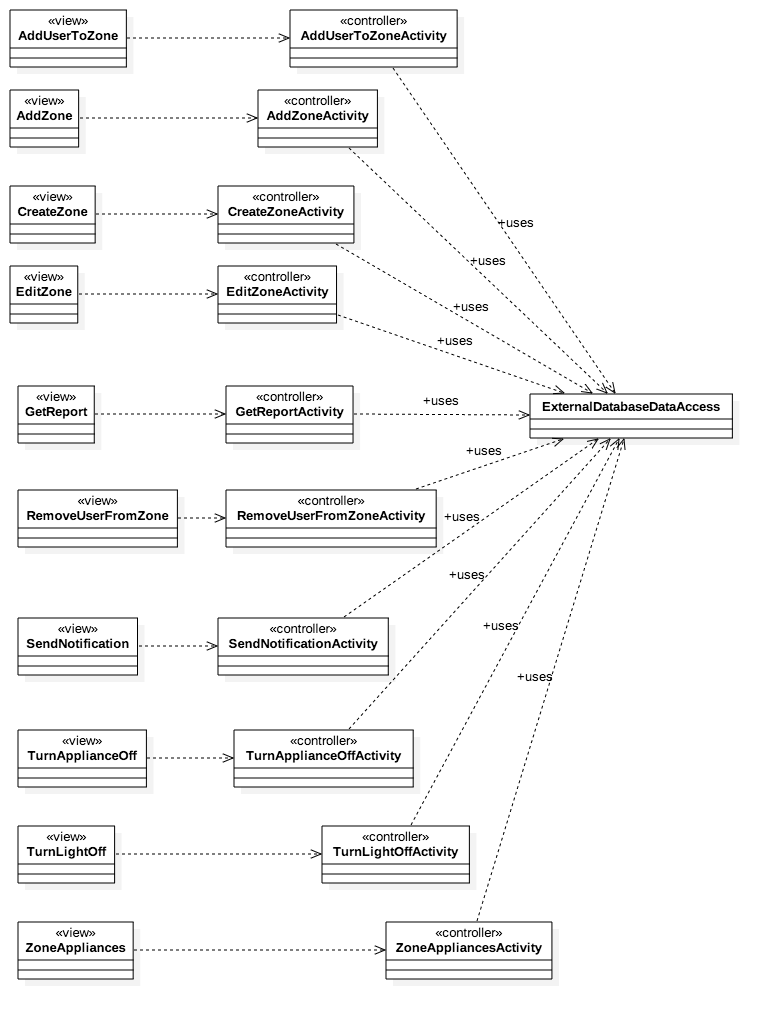 «view»
AddUserToZone
«controller»
AddUserToZoneActivity
«view»
AddZone
«controller»
AddZoneActivity
«view»
CreateZone
«controller»
CreateZoneActivity
+uses
+uses
«view»
EditZone
«controller»
EditZoneActivity
+uses
+uses
«view»
GetReport
«controller»
GetReportActivity
+uses
ExternalDatabaseDataAccess
+uses
«view»
RemoveUserFromZone
«controller»
RemoveUserFromZoneActivity
+uses
+uses
«view»
SendNotification
«controller»
SendNotificationActivity
+uses
+uses
«view»
TurnApplianceOff
«controller»
TurnApplianceOffActivity
«view»
TurnLightOff
«controller»
TurnLightOffActivity
«view»
ZoneAppliances
«controller»
ZoneAppliancesActivity